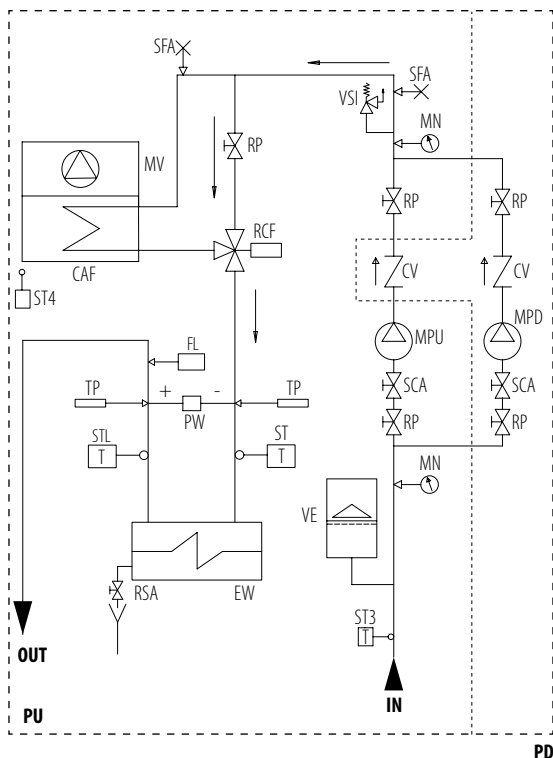 SFA
SFA
VSI
MN
MV
RP
RP
RP
RCF
CV
CV
CAF
ST4
MPU
MPD
FL
TP
+
-
TP
PW
SCA
SCA
RP
RP
STL
T
ST
T
MN
VE
RSA
EW
ST3
T
OUT
IN
PU
PD